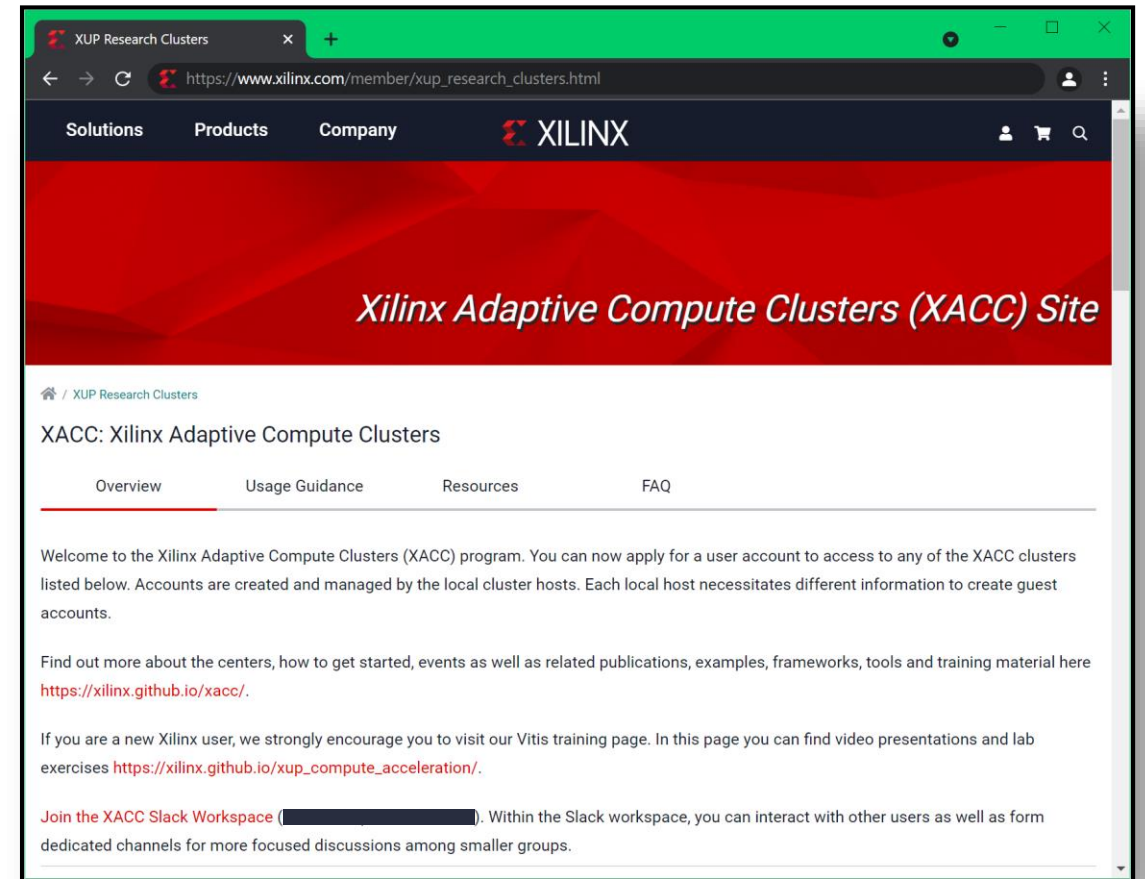 XUP Research Clusters
https://www.xilinx.com/member/xup_research_clusters.html
Solutions Products Company XILINX
Xilinx Adaptive Compute Clusters (XACC) Site
/ XUP Research Clusters
XACC: Xilinx Adaptive Compute Clusters
Overview Usage Guidance Resources FAQ
Welcome to the Xilinx Adaptive Compute Clusters (XACC) program. You can now apply for a user account to access to any of the XACC clusters
listed below. Accounts are created and managed by the local cluster hosts. Each local host necessitates different information to create guest
accounts.
Find out more about the centers, how to get started, events as well as related publications, examples, frameworks, tools and training material here
https://xilinx.github.io/xacc/.
If you are a new Xilinx user, we strongly encourage you to visit our Vitis training page. In this page you can find video presentations and lab
exercises https://xilinx.github.io/xup_compute_acceleration/.
Join the XACC Slack Workspace ( ). Within the Slack workspace, you can interact with other users as well as form
dedicated channels for more focused discussions among smaller groups.